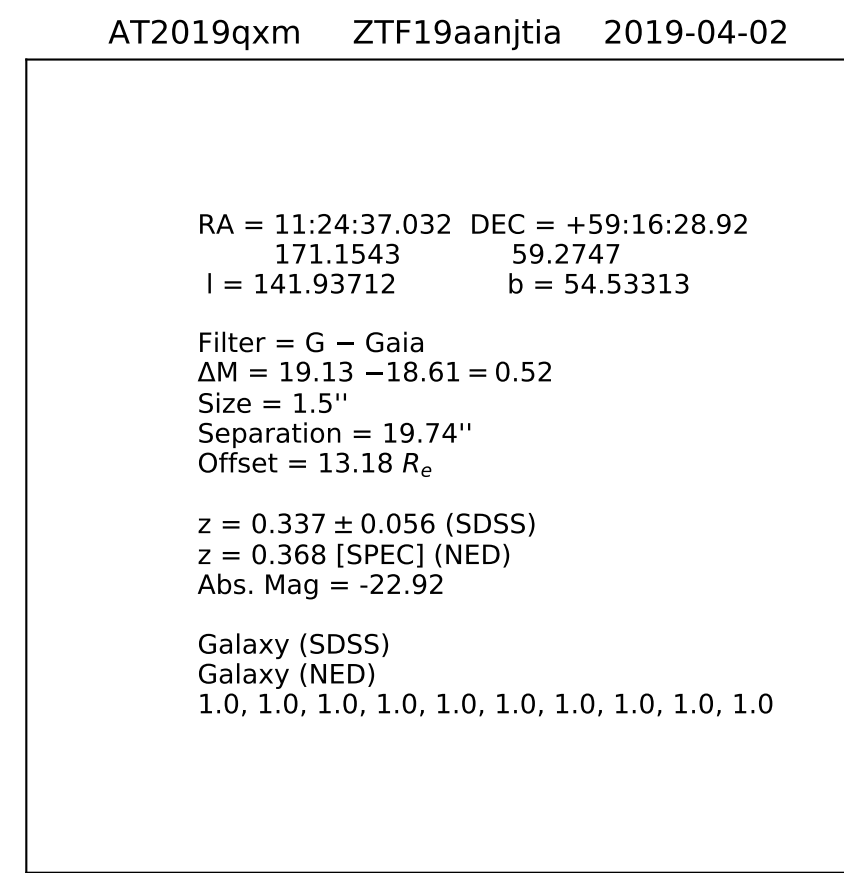 AT2019qxm ZTF19aanjtia 2019-04-02
RA = 11:24:37.032 DEC = +59:16:28.92
171.1543 59.2747
l = 141.93712 b = 54.53313
Filter = G − Gaia
ΔM = 19.13 −18.61 = 0.52
Size = 1.5''
Separation = 19.74''
Offset = 13.18 Rₑ
z = 0.337 ± 0.056 (SDSS)
z = 0.368 [SPEC] (NED)
Abs. Mag = -22.92
Galaxy (SDSS)
Galaxy (NED)
1.0, 1.0, 1.0, 1.0, 1.0, 1.0, 1.0, 1.0, 1.0, 1.0